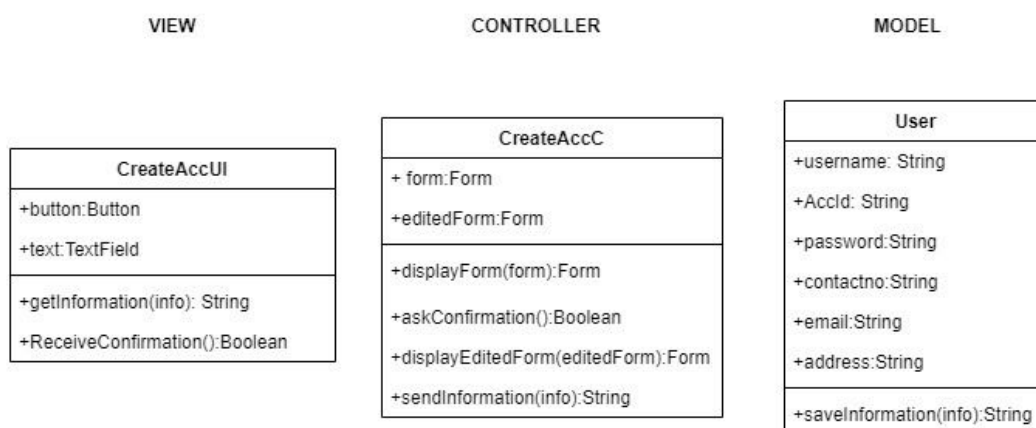 VIEW
CONTROLLER
MODEL
CreateAccUI
+button:Button
+text:TextField
+getInformation(info): String
+ReceiveConfirmation():Boolean
CreateAccC
+ form:Form
+editedForm:Form
+displayForm(form):Form
+askConfirmation():Boolean
+displayEditedForm(editedForm):Form
+sendInformation(info):String
User
+username: String
+AccId: String
+password:String
+contactno:String
+email:String
+address:String
+saveInformation(info):String